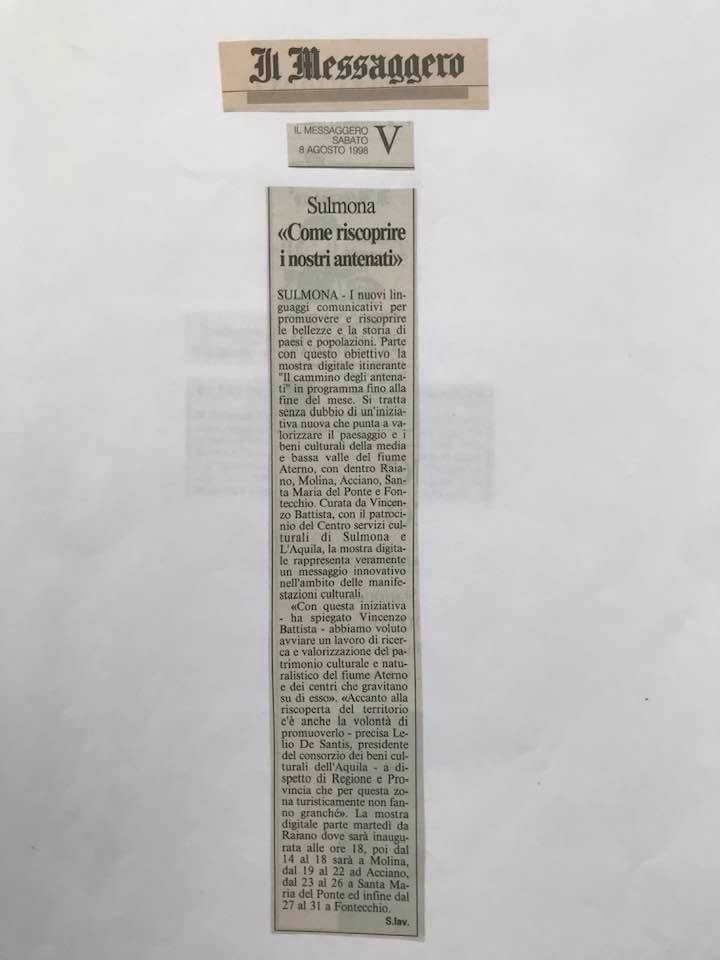 Il Messaggero
IL MESSAGGERO
SABATO
8 AGOSTO 1998
V
Sulmona
«Come riscoprire
i nostri antenati»
SULMONA - I nuovi lin-
guaggi comunicativi per
promuovere e riscoprire
le bellezze e la storia di
paesi e popolazioni. Parte
con questo obiettivo la
mostra digitale itinerante
"Il cammino degli antena-
ti" in programma fino alla
fine del mese. Si tratta
senza dubbio di un'inizia-
tiva nuova che punta a va-
lorizzare il paesaggio e i
beni culturali della media
e bassa valle del fiume
Aterno, con dentro Raia-
no, Molina, Acciano, San-
ta Maria del Ponte e Fon-
tecchio. Curata da Vincen-
zo Battista, con il patroci-
nio del Centro servizi cul-
turali di Sulmona e
L'Aquila, la mostra digita-
le rappresenta veramente
un messaggio innovativo
nell'ambito delle manife-
stazioni culturali.
«Con questa iniziativa
- ha spiegato Vincenzo
Battista - abbiamo voluto
avviare un lavoro di ricer-
ca e valorizzazione del pa-
trimonio culturale e natu-
ralistico del fiume Aterno
e dei centri che gravitano
su di esso». «Accanto alla
riscoperta del territorio
c'è anche la volontà di
promuoverlo - precisa Le-
lio De Santis, presidente
del consorzio dei beni cul-
turali dell'Aquila - a di-
spetto di Regione e Pro-
vincia che per questa zo-
na turisticamente non fan-
no granché». La mostra
digitale parte martedì da
Raiano dove sarà inaugu-
rata alle ore 18, poi dal
14 al 18 sarà a Molina,
dal 19 al 22 ad Acciano,
dal 23 al 26 a Santa Ma-
ria del Ponte ed infine dal
27 al 31 a Fontecchio.
S.lav.